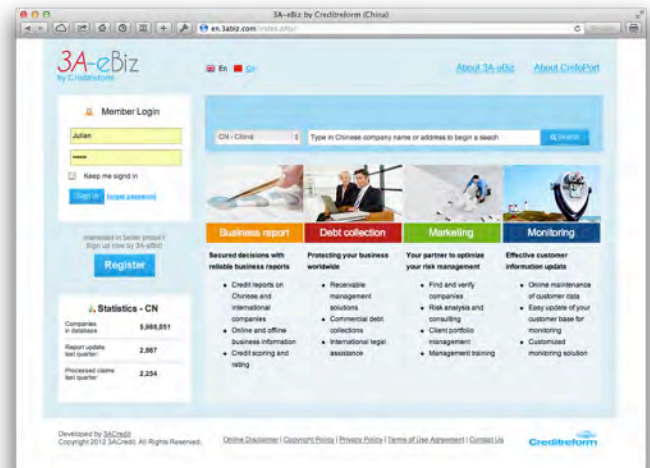 3A-eBiz by Creditreform (China)
en.3abiz.com/index.bfo/
3A-eBiz
by Creditreform
En
Cn
About 3A-eBiz
About CrefoPort
Member Login
Julian
Keep me signd in
Sign in
forget password
Interested in better prices?
Sign up now by 3A-eBiz!
Register
Statistics - CN
Companies
in database
5,988,051
Report update
last quarter:
2,867
Processed claims
last quarter:
2,254
CN - China
Type in Chinese company name or address to begin a seach
Search
Business report
Secured decisions with
reliable business reports
Credit reports on
Chinese and
international
companies
Online and offline
business information
Credit scoring and
rating
Debt collection
Protecting your business
worldwide
Receivable
management
solutions
Commercial debt
collections
International legal
assistance
Marketing
Your partner to optimize
your risk management
Find and verify
companies
Risk analysis and
consulting
Client portfolio
management
Management training
Monitoring
Effective customer
information update
Online maintenance
of customer data
Easy update of your
customer base for
monitoring
Customized
monitoring solution
Developed by 3ACredit
Copyright 2012 3ACredit. All Rights Reserved.
Online Disclaimer | Copyright Policy | Privacy Policy | Terms of Use Agreement | Contact Us
Creditreform